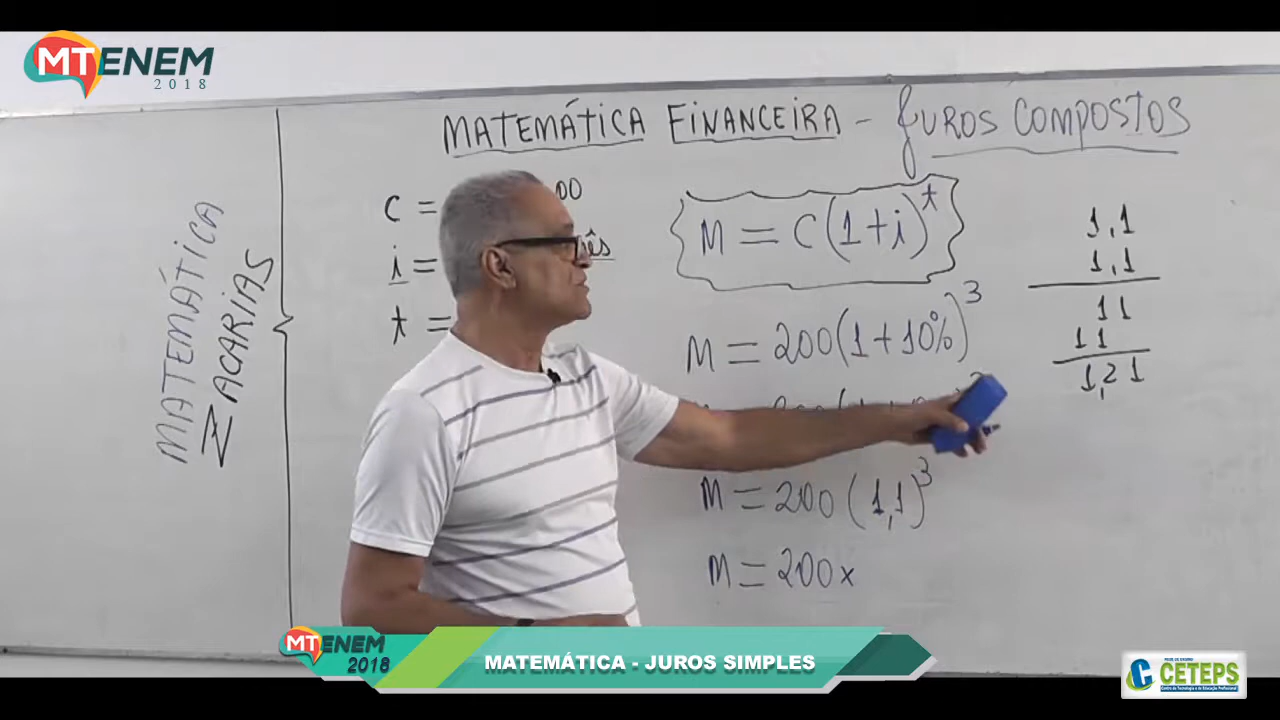 MTENEM
2018
MATEMÁTICA FINANCEIRA - JUROS COMPOSTOS
MATEMÁTICA
ZACARIAS
C =
i =
t =
M = C(1+i)^t
M = 200(1+10%)^3
M = 200(1,1)^3
M = 200x
1,1
1,1
11
11
1,21
MTENEM
2018
MATEMÁTICA - JUROS SIMPLES
CETEPS